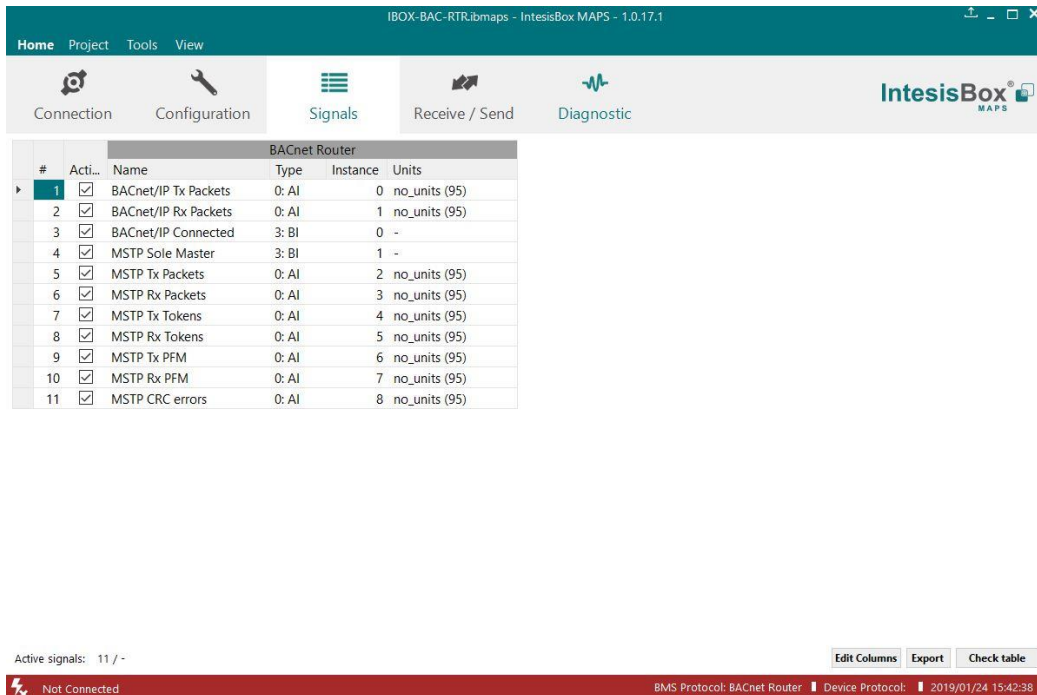 IBOX-BAC-RTR.ibmaps - IntesisBox MAPS - 1.0.17.1
Home Project Tools View
Connection Configuration Signals Receive / Send Diagnostic
IntesisBox®
MAPS
BACnet Router
# Acti... Name Type Instance Units
1 BACnet/IP Tx Packets 0: AI 0 no_units (95)
2 BACnet/IP Rx Packets 0: AI 1 no_units (95)
3 BACnet/IP Connected 3: BI 0 -
4 MSTP Sole Master 3: BI 1 -
5 MSTP Tx Packets 0: AI 2 no_units (95)
6 MSTP Rx Packets 0: AI 3 no_units (95)
7 MSTP Tx Tokens 0: AI 4 no_units (95)
8 MSTP Rx Tokens 0: AI 5 no_units (95)
9 MSTP Tx PFM 0: AI 6 no_units (95)
10 MSTP Rx PFM 0: AI 7 no_units (95)
11 MSTP CRC errors 0: AI 8 no_units (95)
Active signals: 11 / -
Edit Columns Export Check table
Not Connected BMS Protocol: BACnet Router Device Protocol: 2019/01/24 15:42:38